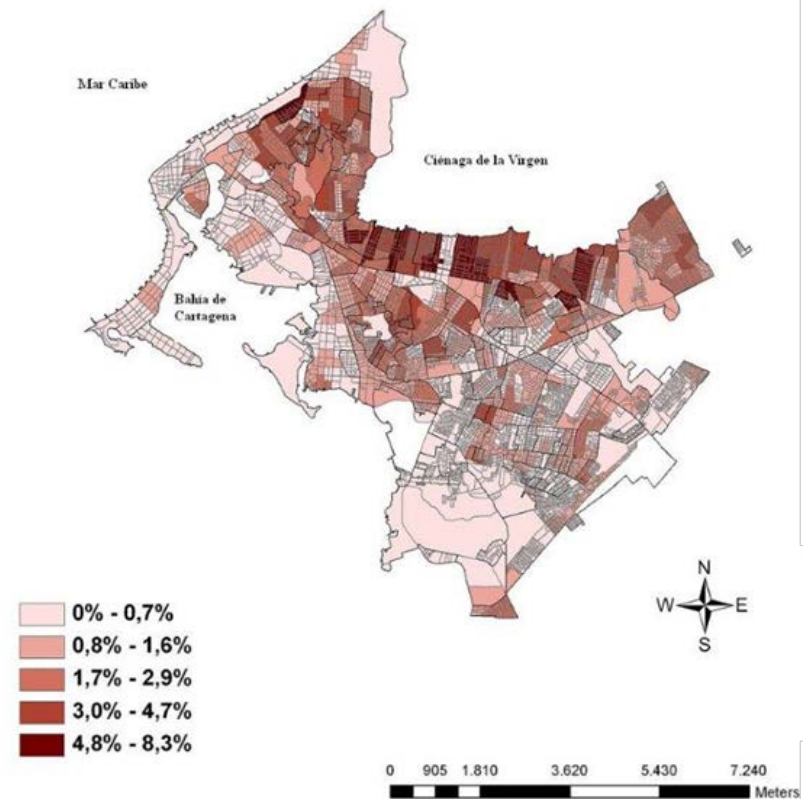 Mar Caribe
Ciénaga de la Virgen
Bahía de
Cartagena
N
W E
S
0% - 0,7%
0,8% - 1,6%
1,7% - 2,9%
3,0% - 4,7%
4,8% - 8,3%
0 905 1.810 3.620 5.430 7.240
Meters